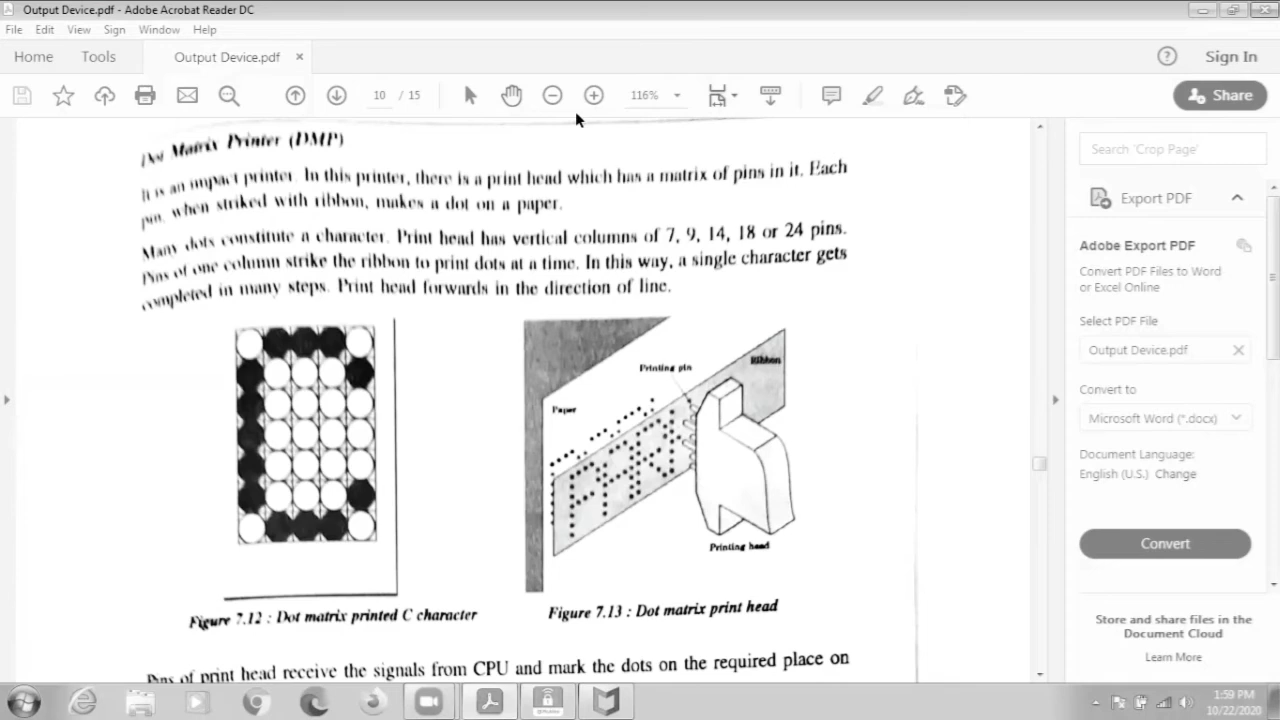 Output Device.pdf - Adobe Acrobat Reader DC
File Edit View Sign Window Help
Home Tools Output Device.pdf × Sign In
10 / 15 116% Share
Dot Matrix Printer (DMP)
It is an impact printer. In this printer, there is a print head which has a matrix of pins in it. Each
pin, when striked with ribbon, makes a dot on a paper.
Many dots constitute a character. Print head has vertical columns of 7, 9, 14, 18 or 24 pins.
Pins of one column strike the ribbon to print dots at a time. In this way, a single character gets
completed in many steps. Print head forwards in the direction of line.
Printing pin
Ribbon
Paper
Printing head
Figure 7.12 : Dot matrix printed C character
Figure 7.13 : Dot matrix print head
Pins of print head receive the signals from CPU and mark the dots on the required place on
Search 'Crop Page'
Export PDF
Adobe Export PDF
Convert PDF Files to Word
or Excel Online
Select PDF File
Output Device.pdf
Convert to
Microsoft Word (*.docx)
Document Language:
English (U.S.) Change
Convert
Store and share files in the
Document Cloud
Learn More
1:59 PM
10/22/2020